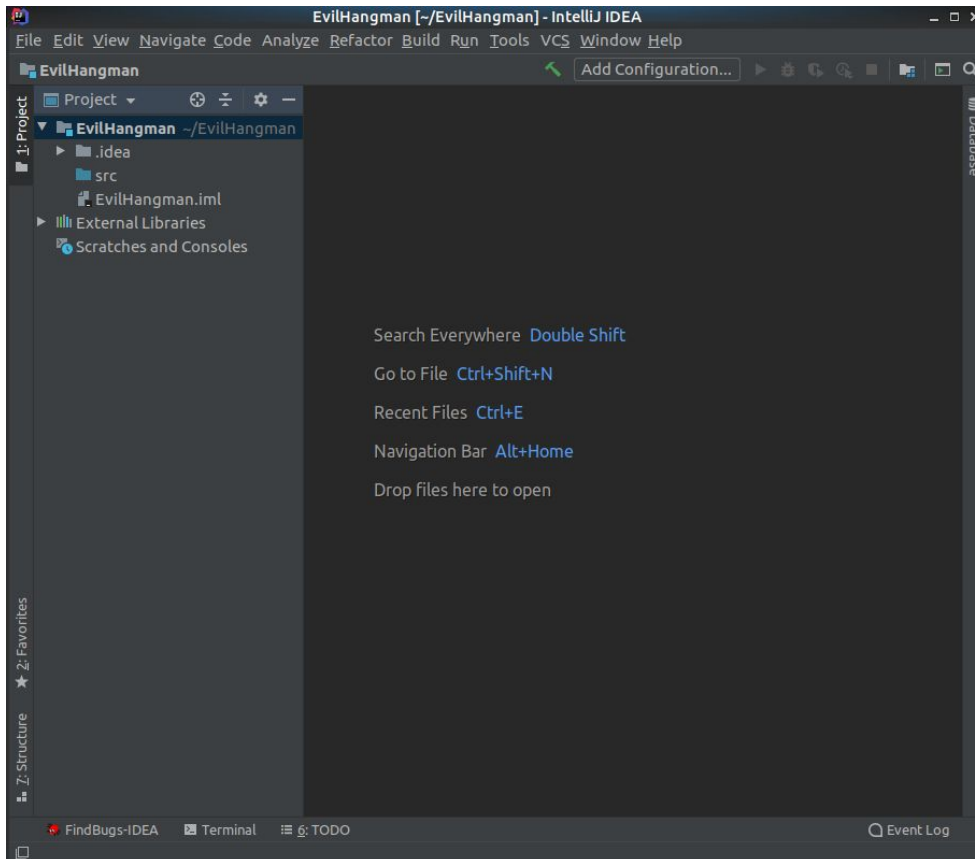 EvilHangman [~/EvilHangman] - IntelliJ IDEA
File Edit View Navigate Code Analyze Refactor Build Run Tools VCS Window Help
EvilHangman
Add Configuration...
1: Project
Project
EvilHangman ~/EvilHangman
.idea
src
EvilHangman.iml
External Libraries
Scratches and Consoles
Database
Search Everywhere Double Shift
Go to File Ctrl+Shift+N
Recent Files Ctrl+E
Navigation Bar Alt+Home
Drop files here to open
2: Favorites
7: Structure
FindBugs-IDEA
Terminal
6: TODO
Event Log